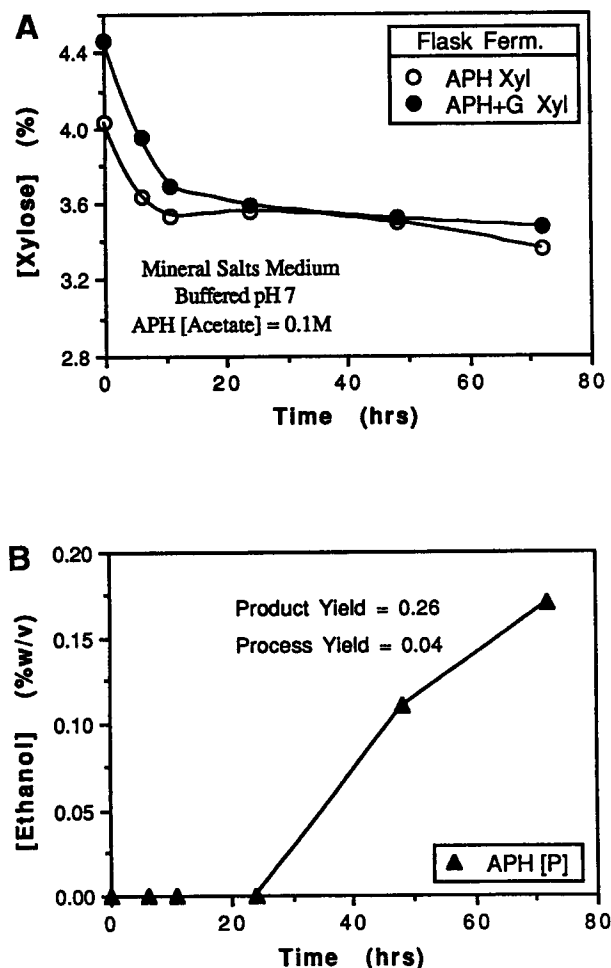 A
[Xylose] (%)
4.4
4.0
3.6
3.2
2.8
Flask Ferm.
APH Xyl
APH+G Xyl
Mineral Salts Medium
Buffered pH 7
APH [Acetate] = 0.1M
0 20 40 60 80
Time (hrs)
B
[Ethanol] (%w/v)
0.20
0.15
0.10
0.05
0.00
Product Yield = 0.26
Process Yield = 0.04
APH [P]
0 20 40 60 80
Time (hrs)